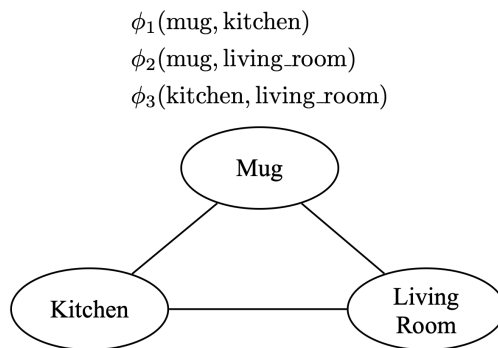 ϕ₁(mug, kitchen)
ϕ₂(mug, living_room)
ϕ₃(kitchen, living_room)
Mug
Kitchen
Living
Room